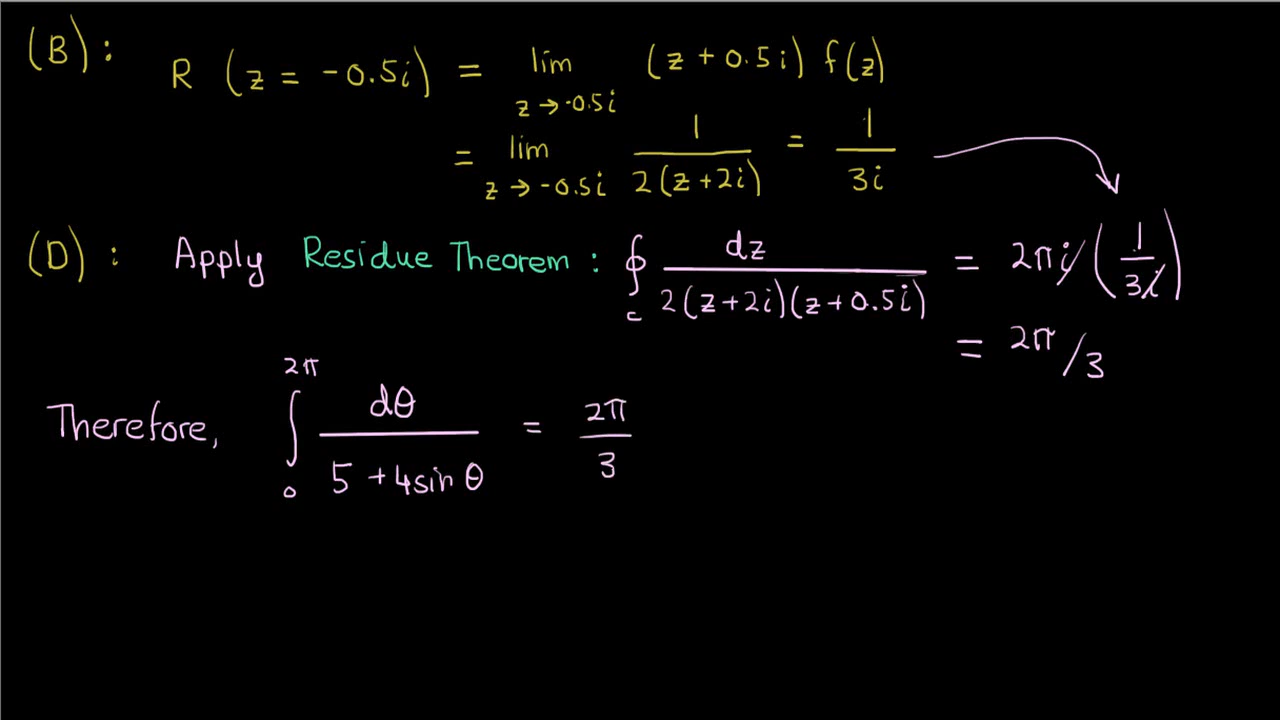 (B): R (z = -0.5i) = lim z→-0.5i (z + 0.5i) f(z)
= lim z→-0.5i 1/2(z+2i) = 1/3i
(D): Apply Residue Theorem: ∮c dz/2(z+2i)(z+0.5i) = 2πi (1/3i)
= 2π/3
Therefore, ∫0 2π dθ/5 + 4sin θ = 2π/3